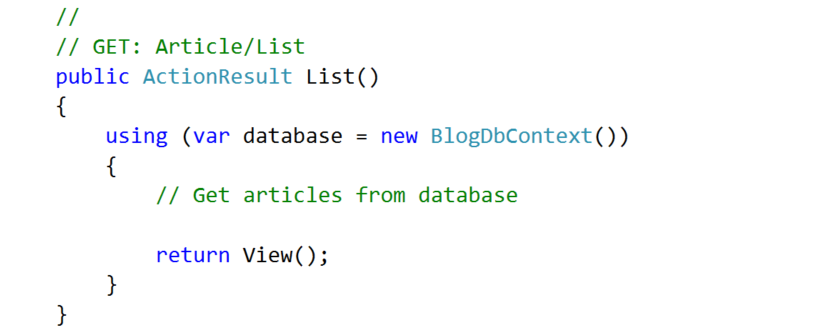 //
// GET: Article/List
public ActionResult List()
{
using (var database = new BlogDbContext())
{
// Get articles from database
return View();
}
}